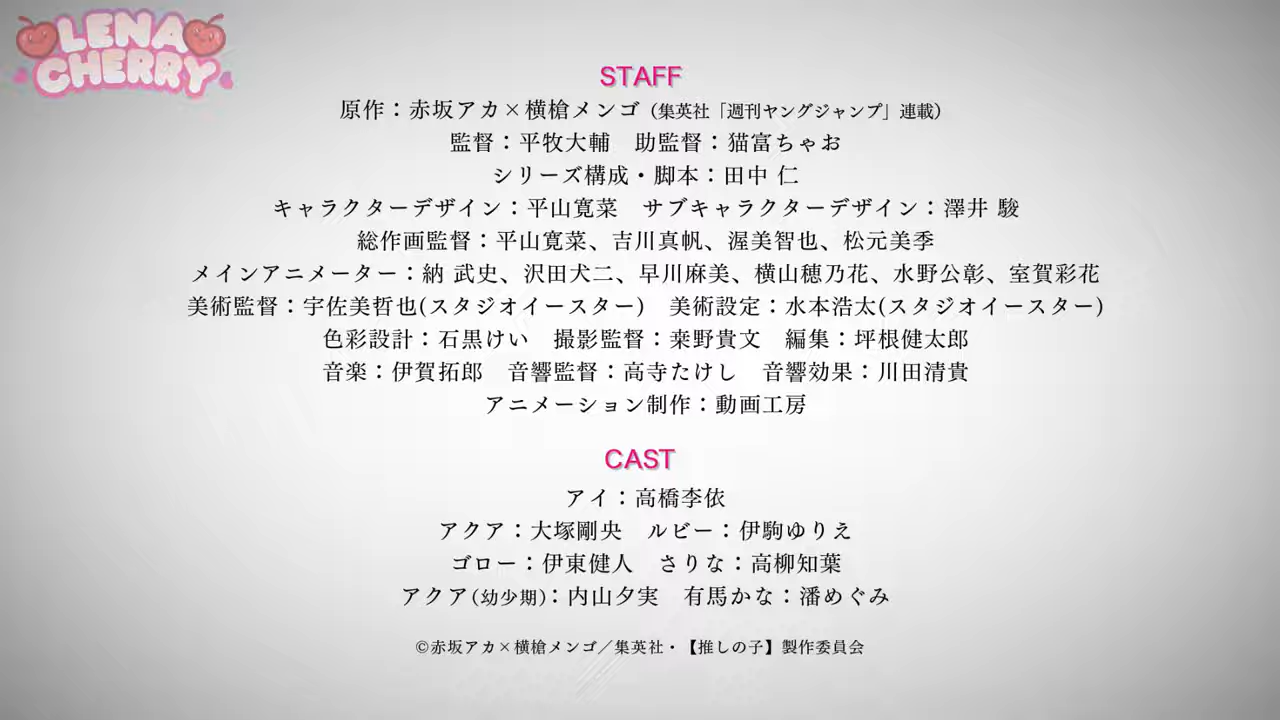 LENA
CHERRY
STAFF
原作：赤坂アカ×横槍メンゴ（集英社「週刊ヤングジャンプ」連載）
監督：平牧大輔　助監督：猫富ちゃお
シリーズ構成・脚本：田中 仁
キャラクターデザイン：平山寛菜　サブキャラクターデザイン：澤井 駿
総作画監督：平山寛菜、吉川真帆、渥美智也、松元美季
メインアニメーター：納 武史、沢田犬二、早川麻美、横山穂乃花、水野公彰、室賀彩花
美術監督：宇佐美哲也(スタジオイースター)　美術設定：水本浩太(スタジオイースター)
色彩設計：石黒けい　撮影監督：桒野貴文　編集：坪根健太郎
音楽：伊賀拓郎　音響監督：高寺たけし　音響効果：川田清貴
アニメーション制作：動画工房
CAST
アイ：高橋李依
アクア：大塚剛央　ルビー：伊駒ゆりえ
ゴロー：伊東健人　さりな：高柳知葉
アクア(幼少期)：内山夕実　有馬かな：潘めぐみ
©赤坂アカ×横槍メンゴ／集英社・【推しの子】製作委員会